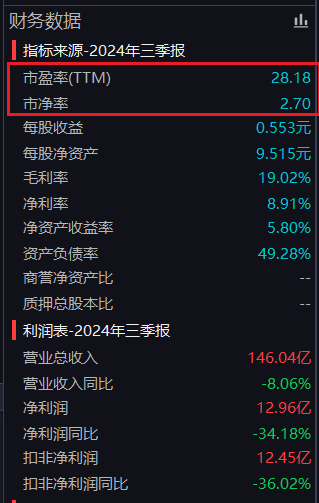 财务数据
指标来源-2024年三季报
市盈率(TTM) 28.18
市净率 2.70
每股收益 0.553元
每股净资产 9.515元
毛利率 19.02%
净利率 8.91%
净资产收益率 5.80%
资产负债率 49.28%
商誉净资产比 --
质押总股本比 --
利润表-2024年三季报
营业总收入 146.04亿
营业收入同比 -8.06%
净利润 12.96亿
净利润同比 -34.18%
扣非净利润 12.45亿
扣非净利润同比 -36.02%